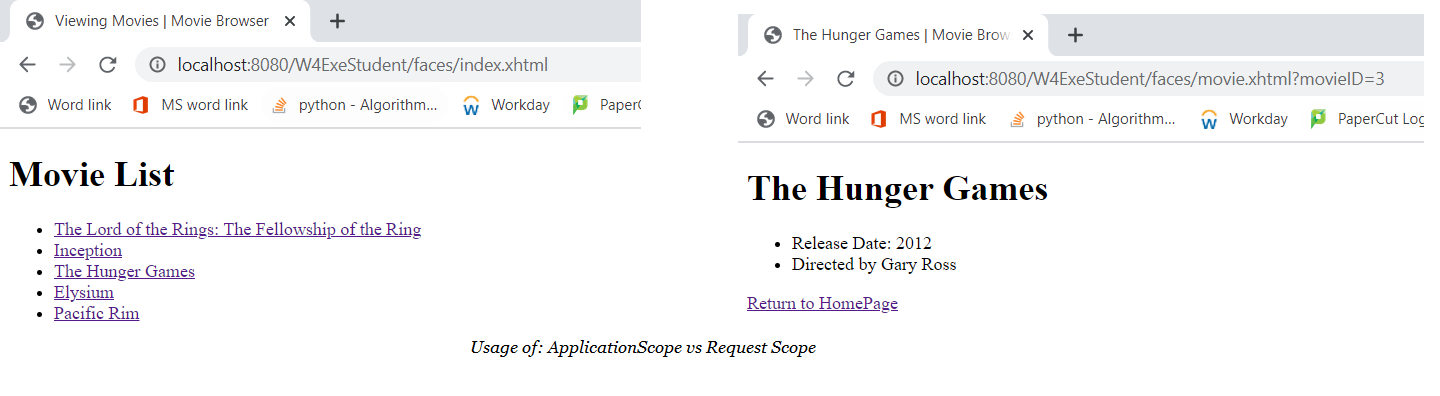 Viewing Movies | Movie Browser
localhost:8080/W4ExeStudent/faces/index.xhtml
Word link MS word link python - Algorithm... Workday PaperC
Movie List
The Lord of the Rings: The Fellowship of the Ring
Inception
The Hunger Games
Elysium
Pacific Rim
The Hunger Games | Movie Brow
localhost:8080/W4ExeStudent/faces/movie.xhtml?movieID=3
Word link MS word link python - Algorithm... Workday PaperCut Log
The Hunger Games
Release Date: 2012
Directed by Gary Ross
Return to HomePage
Usage of: ApplicationScope vs Request Scope